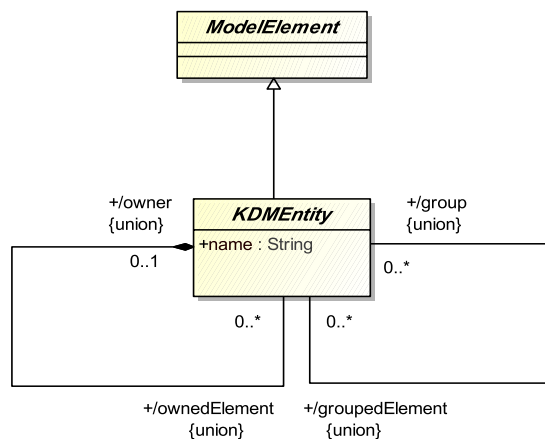 ModelElement
+/owner
{union}
+/group
{union}
KDMEntity
+name : String
0..1
0..*
0..*
0..*
+/ownedElement
{union}
+/groupedElement
{union}